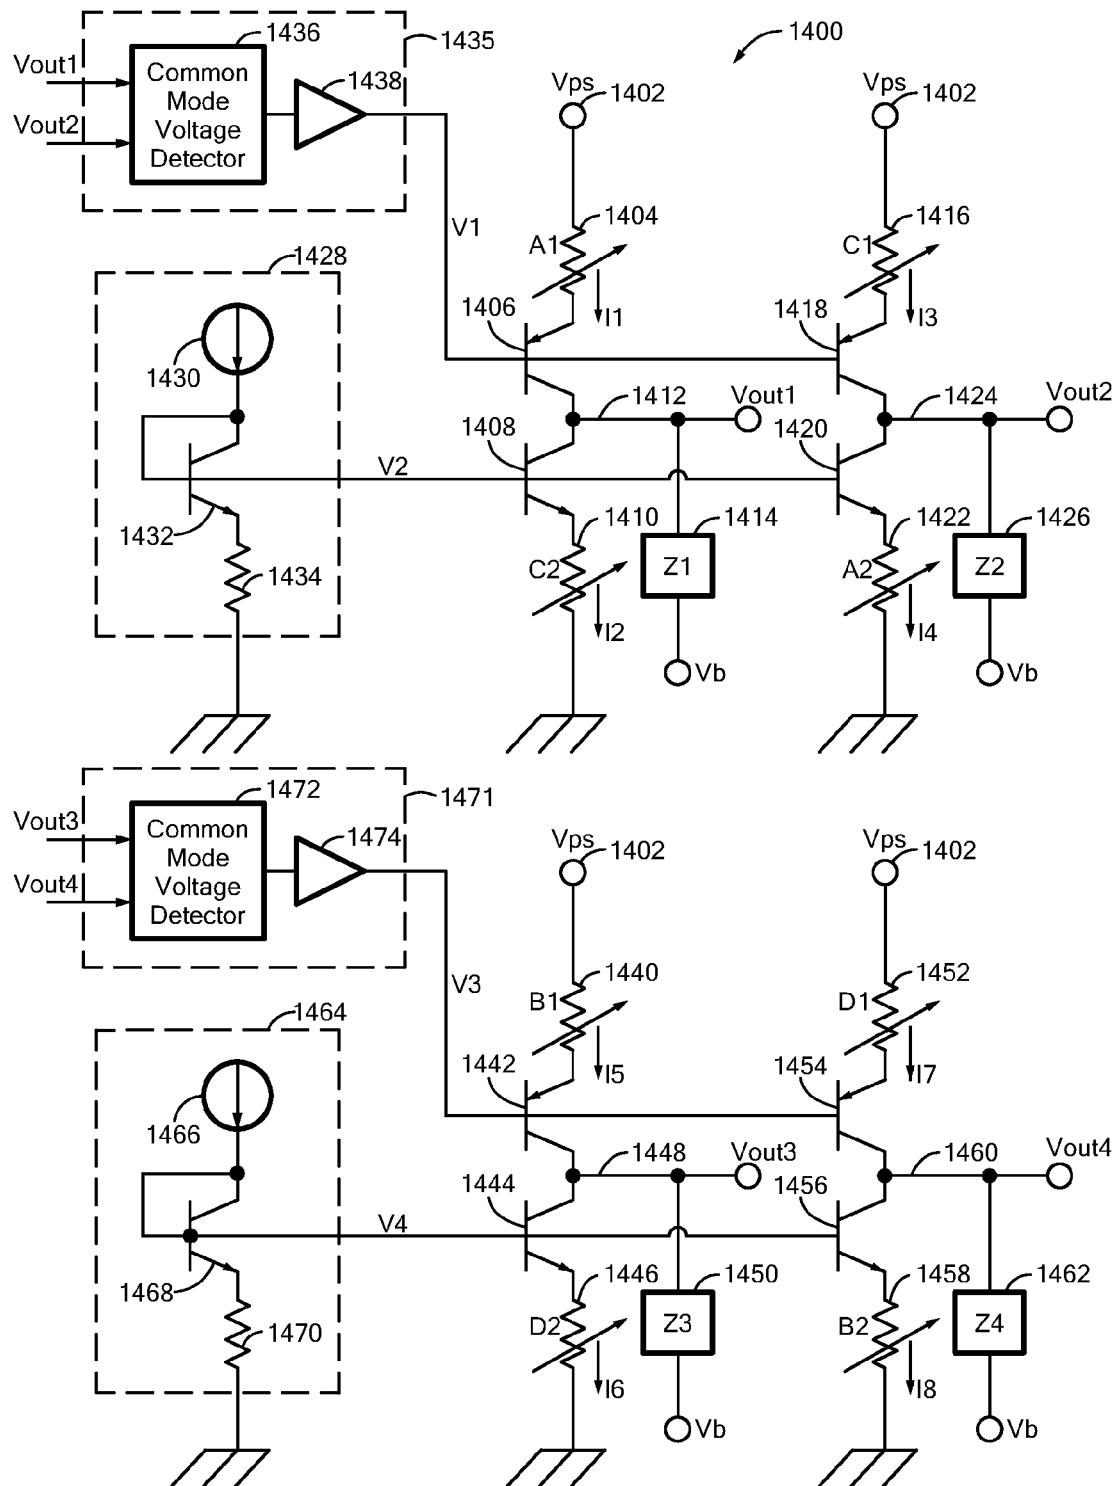 1400
1436
1435
Vout1
Vout2
Common
Mode
Voltage
Detector
1438
Vps
1402
Vps
1402
V1
A1
1404
I1
C1
1416
I3
1428
1430
1406
1418
1412
Vout1
1424
Vout2
1408
1420
V2
1432
1434
1410
C2
I2
1414
Z1
Vb
1422
A2
I4
1426
Z2
Vb
1472
1471
Vout3
Vout4
Common
Mode
Voltage
Detector
1474
Vps
1402
Vps
1402
V3
B1
1440
I5
D1
1452
I7
1464
1466
1442
1454
1448
Vout3
1460
Vout4
1444
1456
V4
1468
1470
1446
D2
I6
1450
Z3
Vb
1458
B2
I8
1462
Z4
Vb